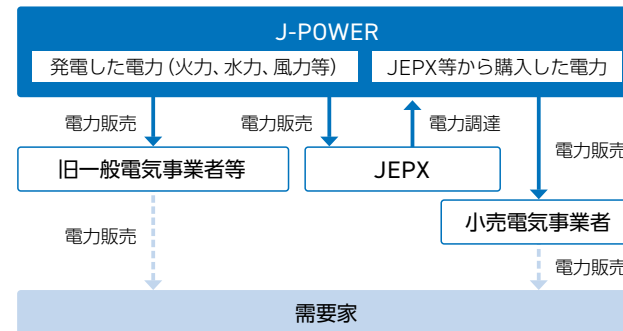 J-POWER
発電した電力（火力、水力、風力等）
JEPX等から購入した電力
電力販売
電力販売
電力調達
電力販売
旧一般電気事業者等
JEPX
小売電気事業者
電力販売
電力販売
需要家